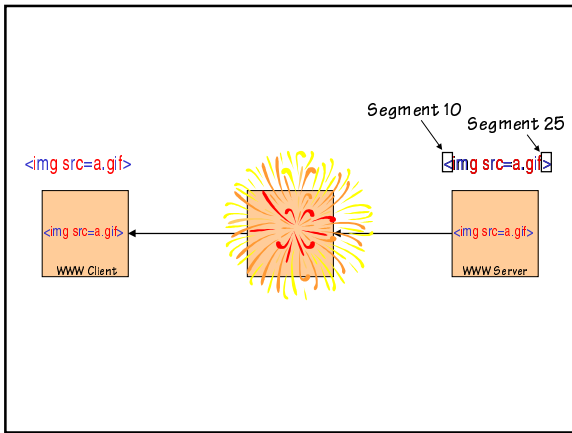 Segment 10
Segment 25
<img src=a.gif>
<img src=a.gif>
<img src=a.gif>
<img src=a.gif>
WWW Client
WWW Server